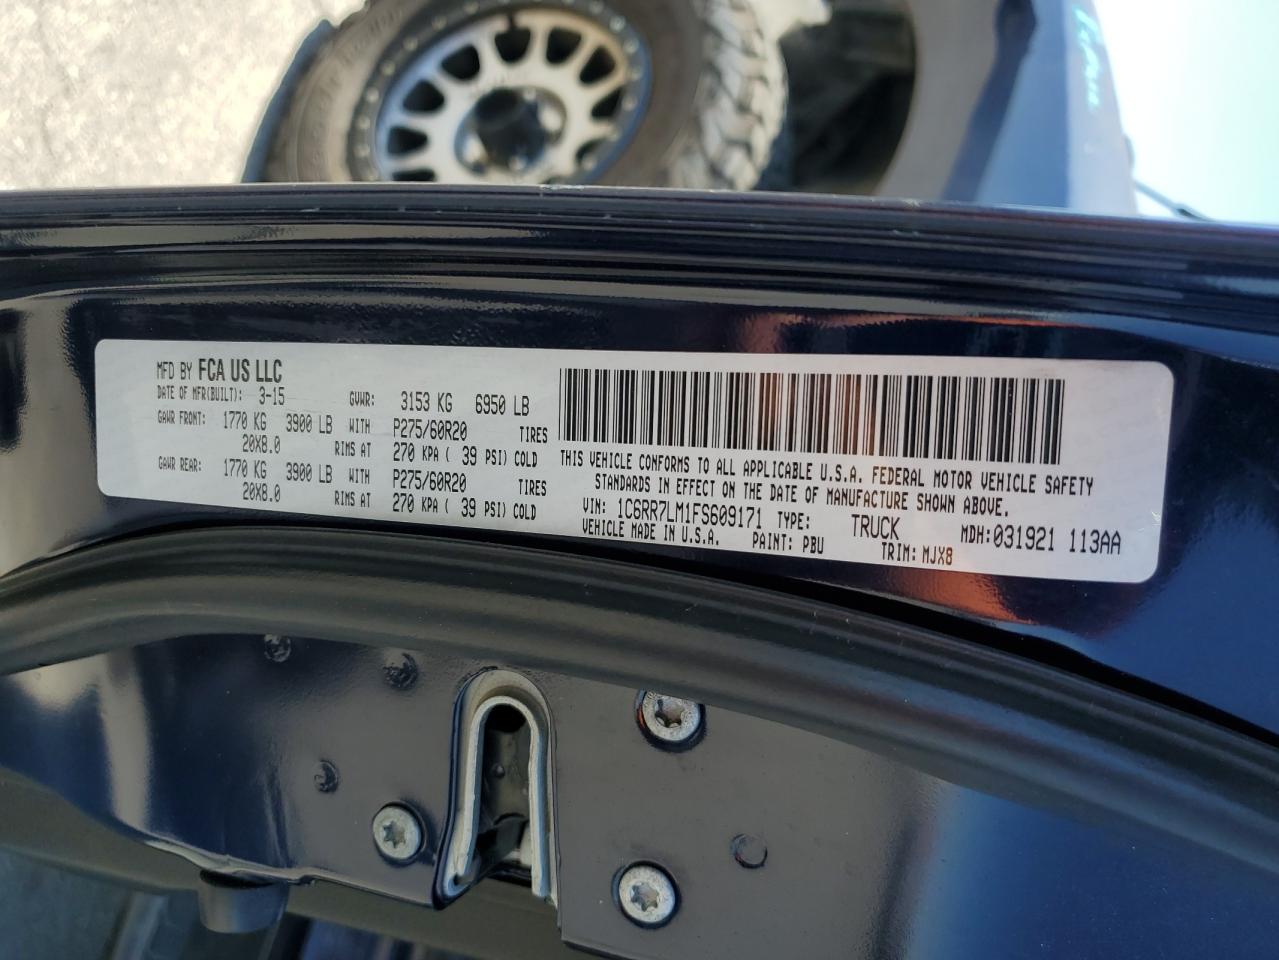 MFD BY FCA US LLC
DATE OF MFR(BUILT): 3-15 GVWR: 3153 KG 6950 LB
GAWR FRONT: 1770 KG 3900 LB WITH P275/60R20 TIRES
20X8.0 RIMS AT 270 KPA ( 39 PSI) COLD
GAWR REAR: 1770 KG 3900 LB WITH P275/60R20 TIRES
20X8.0 RIMS AT 270 KPA ( 39 PSI) COLD
THIS VEHICLE CONFORMS TO ALL APPLICABLE U.S.A. FEDERAL MOTOR VEHICLE SAFETY
STANDARDS IN EFFECT ON THE DATE OF MANUFACTURE SHOWN ABOVE.
VIN: 1C6RR7LM1FS609171 TYPE: TRUCK MDH: 031921 113AA
VEHICLE MADE IN U.S.A. PAINT: PBU TRIM: MJX8